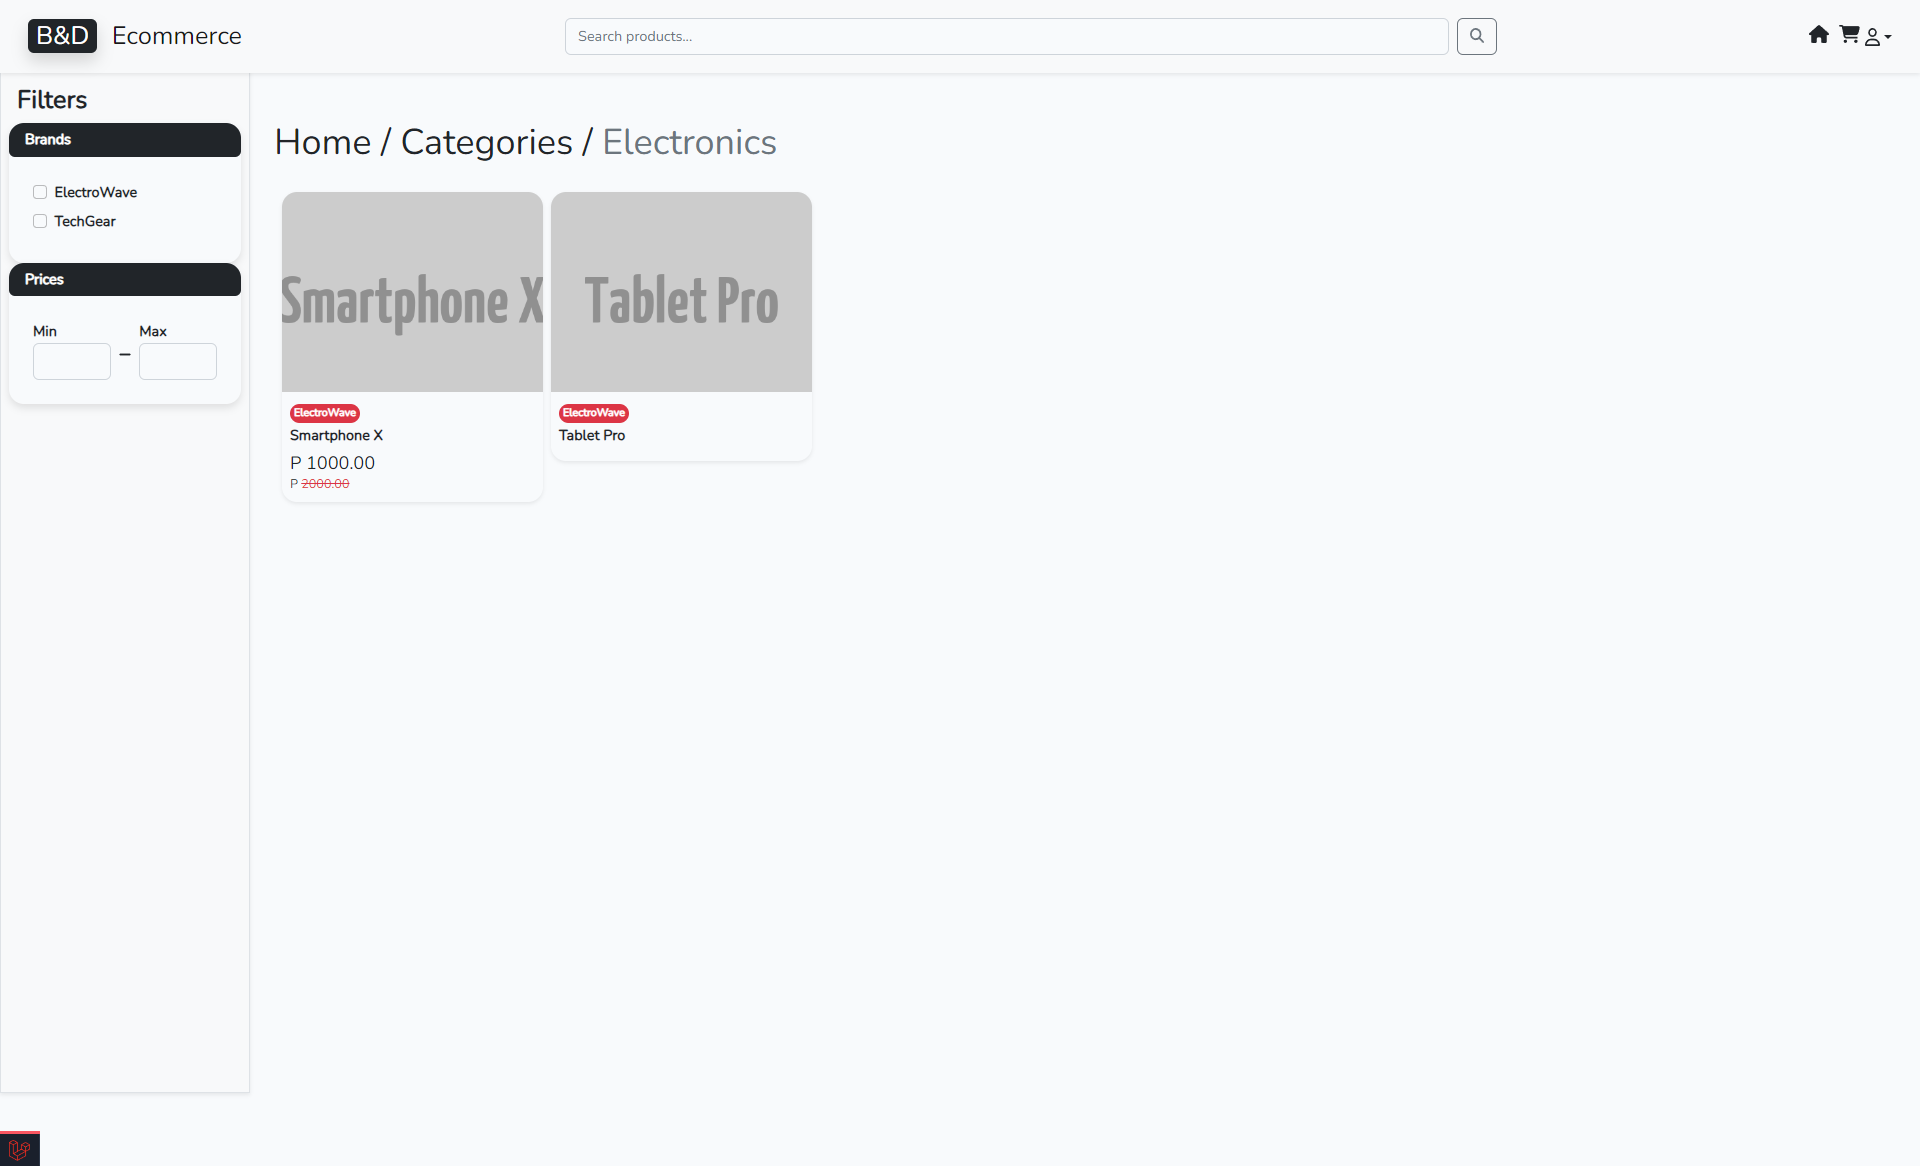 B&D Ecommerce
Search products...
Filters
Brands
ElectroWave
TechGear
Prices
Min Max
–
Home / Categories / Electronics
Smartphone X
Tablet Pro
ElectroWave
Smartphone X
P 1000.00
P 2000.00
ElectroWave
Tablet Pro